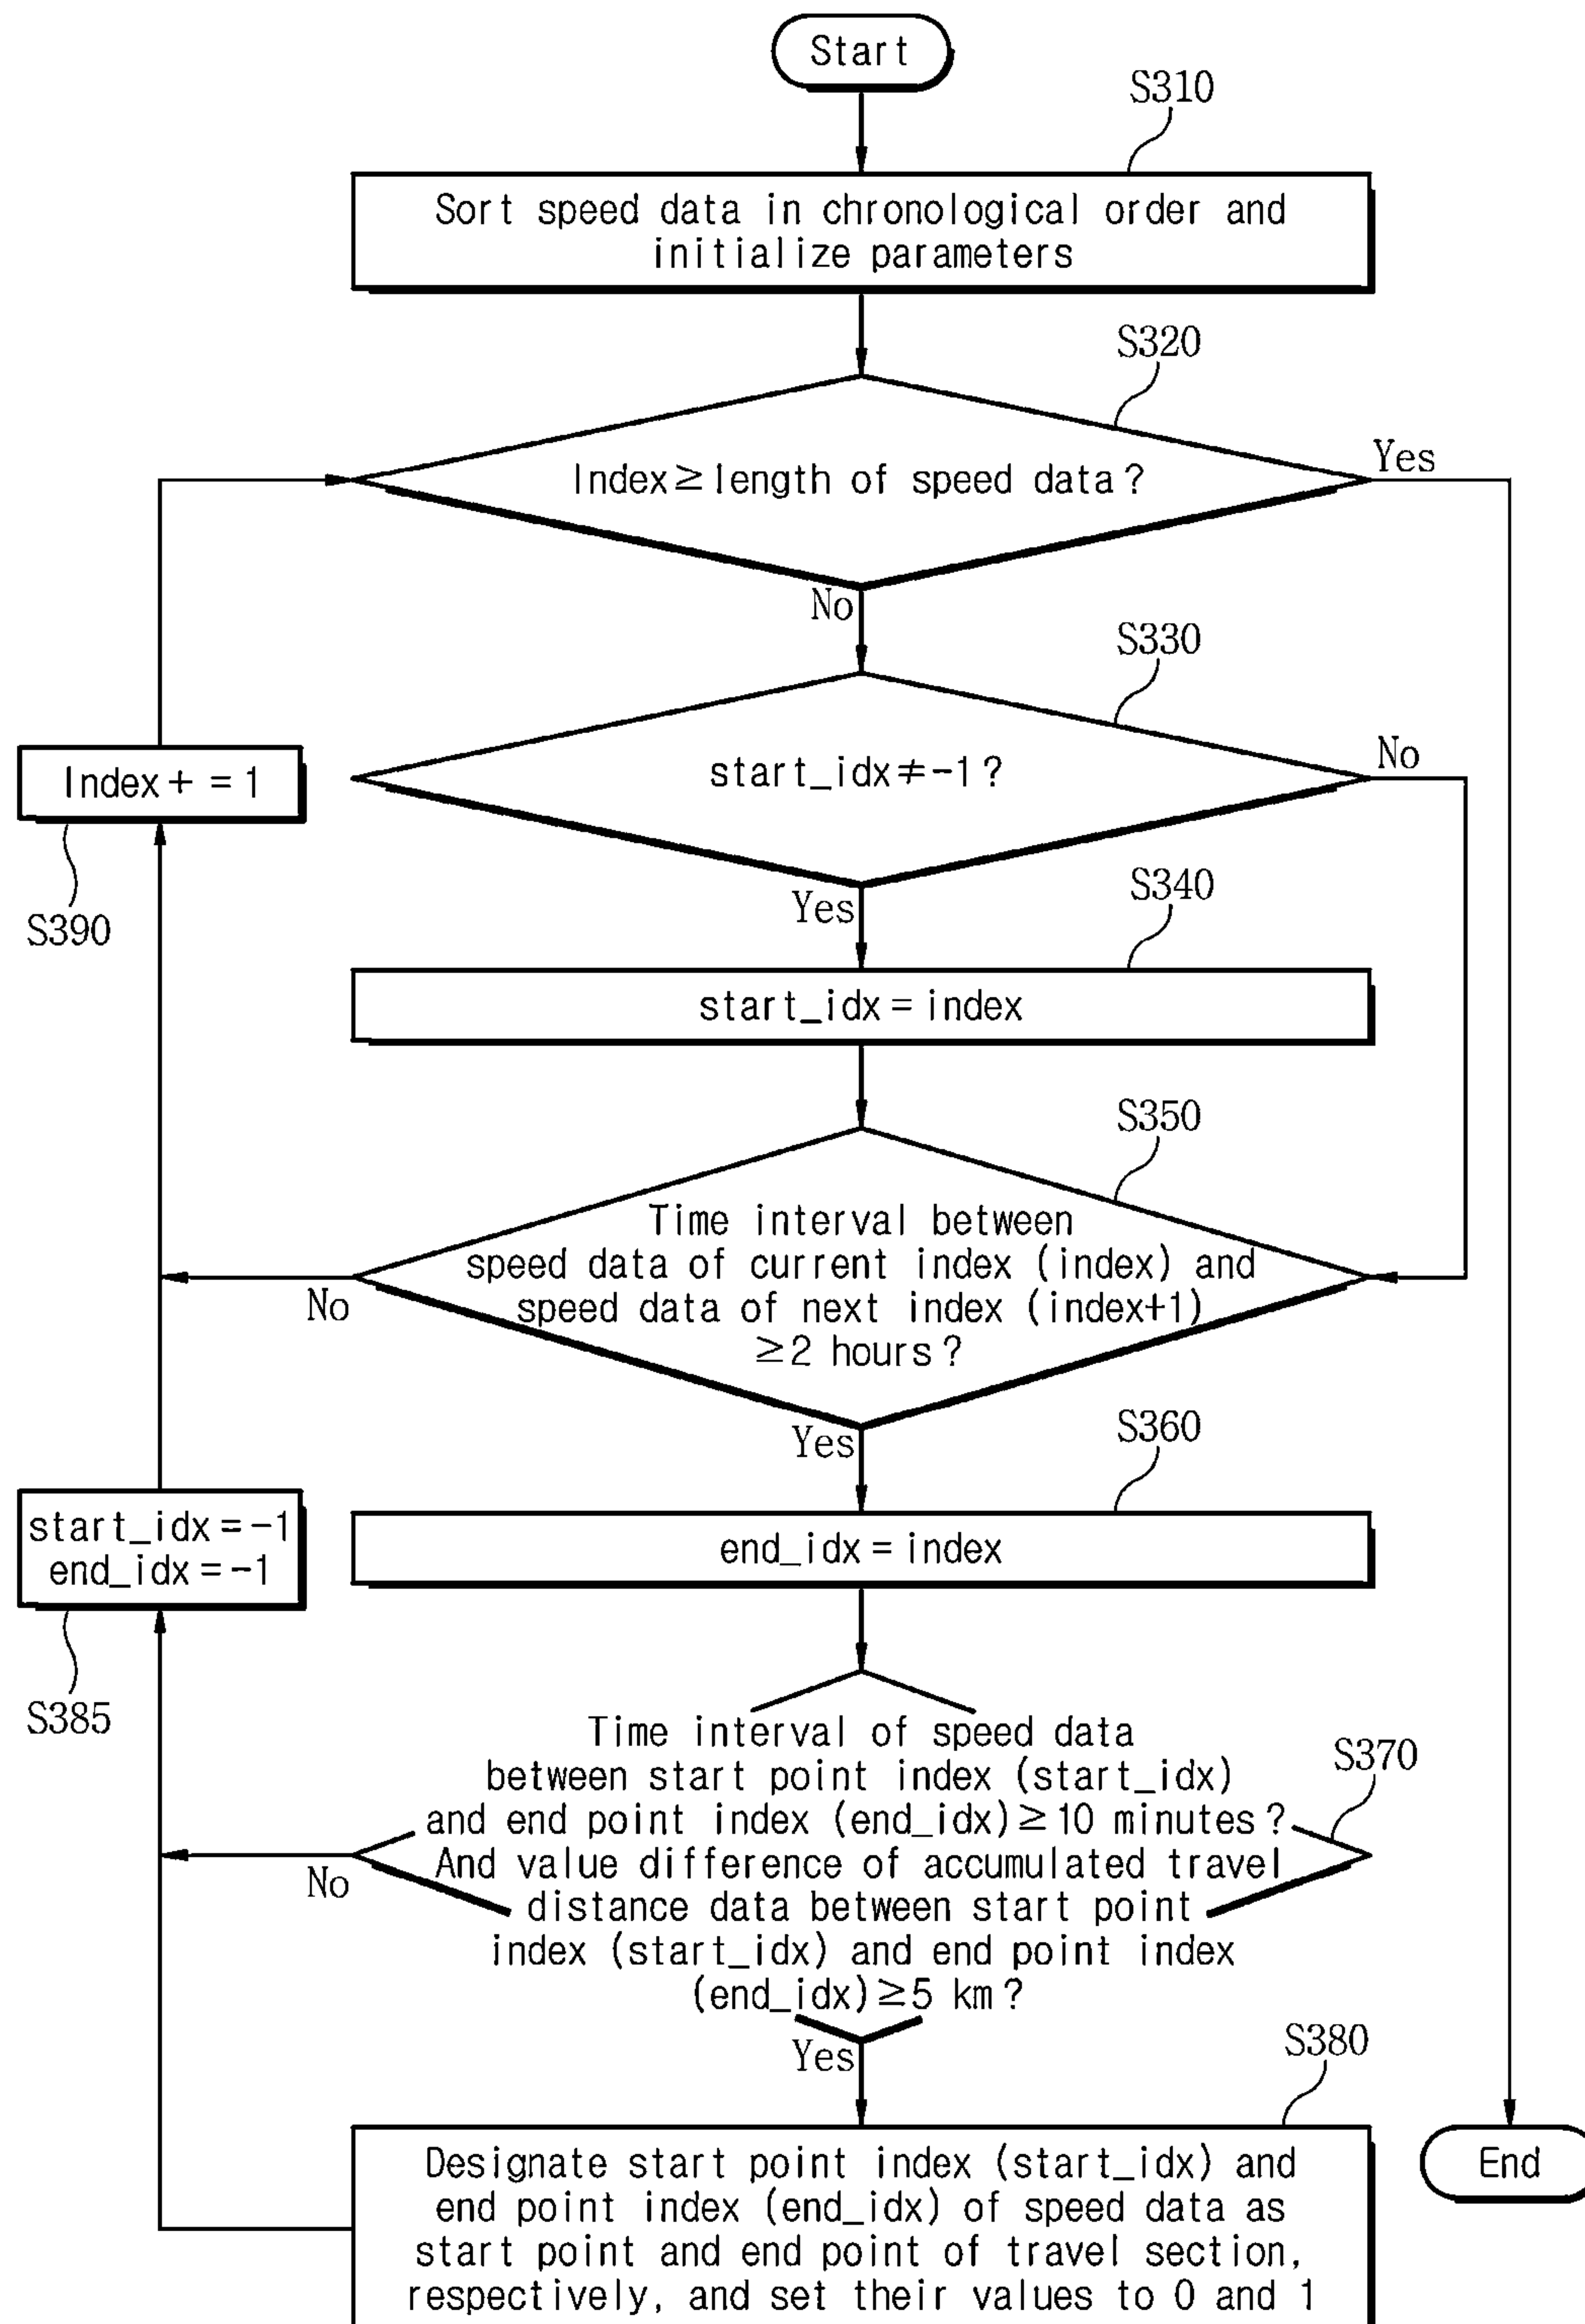 Start
S310
Sort speed data in chronological order and
initialize parameters
S320
Index≥length of speed data?
Yes
No
S330
start_idx≠-1?
No
Yes
Index+ = 1
S390
S340
start_idx = index
S350
Time interval between
speed data of current index (index) and
speed data of next index (index+1)
≥2 hours?
No
Yes
S360
end_idx = index
start_idx = -1
end_idx = -1
S385
S370
Time interval of speed data
between start point index (start_idx)
and end point index (end_idx)≥10 minutes?
And value difference of accumulated travel
distance data between start point
index (start_idx) and end point index
(end_idx)≥5 km?
No
Yes
S380
Designate start point index (start_idx) and
end point index (end_idx) of speed data as
start point and end point of travel section,
respectively, and set their values to 0 and 1
End